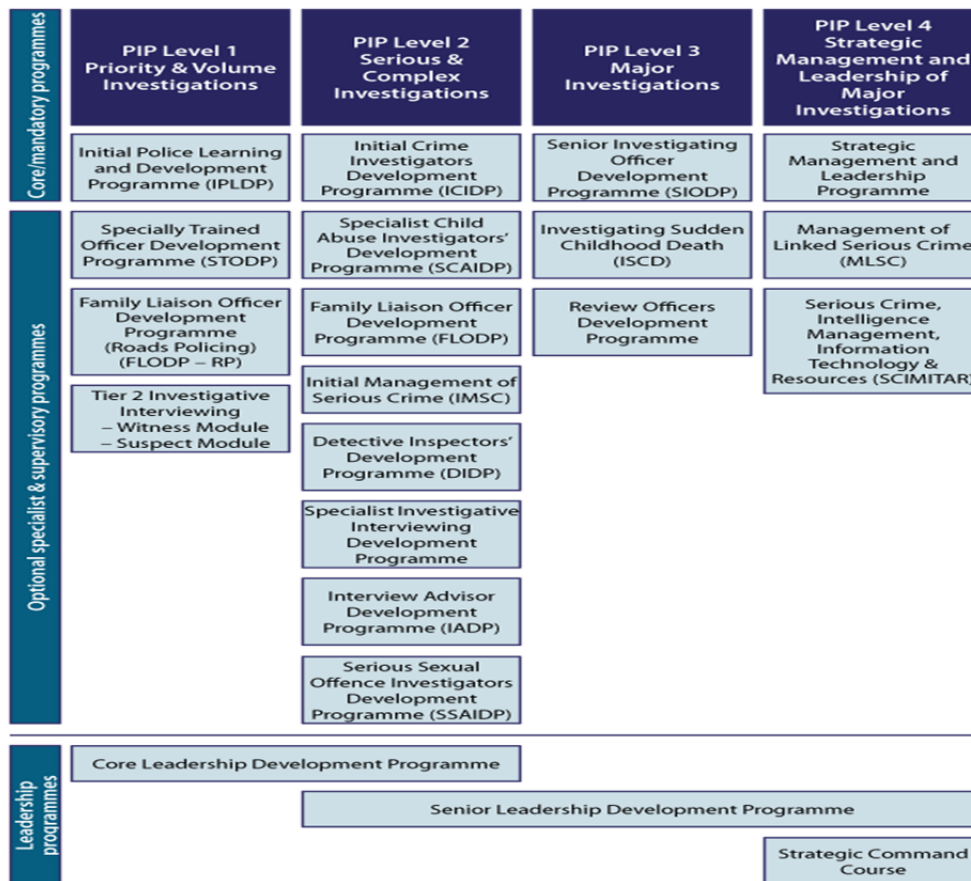 Core/mandatory programmes
PIP Level 1
Priority & Volume
Investigations
PIP Level 2
Serious &
Complex
Investigations
PIP Level 3
Major
Investigations
PIP Level 4
Strategic
Management and
Leadership of
Major
Investigations
Initial Police Learning
and Development
Programme (IPLDP)
Initial Crime
Investigators
Development
Programme (ICIDP)
Senior Investigating
Officer
Development
Programme (SIODP)
Strategic
Management and
Leadership
Programme
Optional specialist & supervisory programmes
Specially Trained
Officer Development
Programme (STODP)
Specialist Child
Abuse Investigators’
Development
Programme (SCAIDP)
Investigating Sudden
Childhood Death
(ISCD)
Management of
Linked Serious Crime
(MLSC)
Family Liaison Officer
Development
Programme
(Roads Policing)
(FLODP – RP)
Family Liaison Officer
Development
Programme (FLODP)
Review Officers
Development
Programme
Serious Crime,
Intelligence
Management,
Information
Technology &
Resources (SCIMITAR)
Tier 2 Investigative
Interviewing
– Witness Module
– Suspect Module
Initial Management of
Serious Crime (IMSC)
Detective Inspectors’
Development
Programme (DIDP)
Specialist Investigative
Interviewing
Development
Programme
Interview Advisor
Development
Programme (IADP)
Serious Sexual
Offence Investigators
Development
Programme (SSAIDP)
Leadership
programmes
Core Leadership Development Programme
Senior Leadership Development Programme
Strategic Command
Course